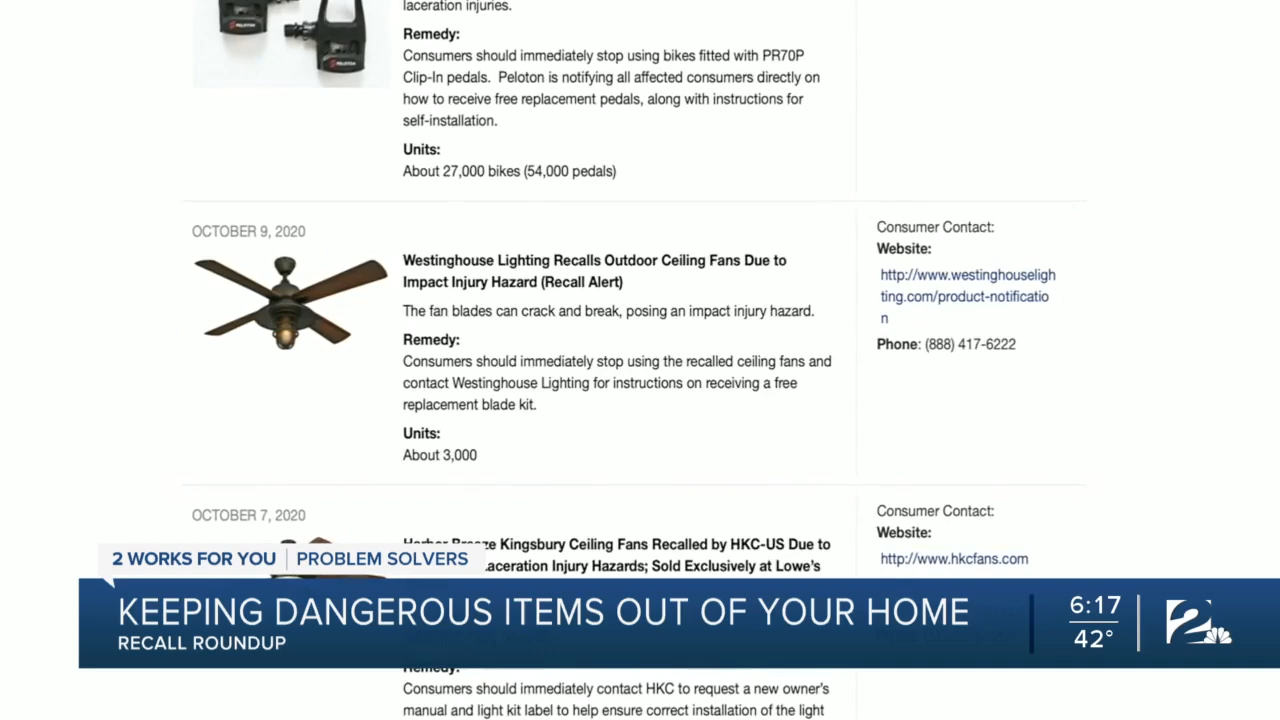 PELOTON
PELOTON
laceration injuries.
Remedy:
Consumers should immediately stop using bikes fitted with PR70P
Clip-In pedals. Peloton is notifying all affected consumers directly on
how to receive free replacement pedals, along with instructions for
self-installation.
Units:
About 27,000 bikes (54,000 pedals)
OCTOBER 9, 2020
Westinghouse Lighting Recalls Outdoor Ceiling Fans Due to
Impact Injury Hazard (Recall Alert)
The fan blades can crack and break, posing an impact injury hazard.
Remedy:
Consumers should immediately stop using the recalled ceiling fans and
contact Westinghouse Lighting for instructions on receiving a free
replacement blade kit.
Units:
About 3,000
Consumer Contact:
Website:
http://www.westinghouseligh
ting.com/product-notificatio
n
Phone: (888) 417-6222
OCTOBER 7, 2020
Harbor Breeze Kingsbury Ceiling Fans Recalled by HKC-US Due to
Laceration Injury Hazards; Sold Exclusively at Lowe's
Consumer Contact:
Website:
http://www.hkcfans.com
2 WORKS FOR YOU | PROBLEM SOLVERS
KEEPING DANGEROUS ITEMS OUT OF YOUR HOME
RECALL ROUNDUP
6:17
42°
2
Remedy:
Consumers should immediately contact HKC to request a new owner's
manual and light kit label to help ensure correct installation of the light